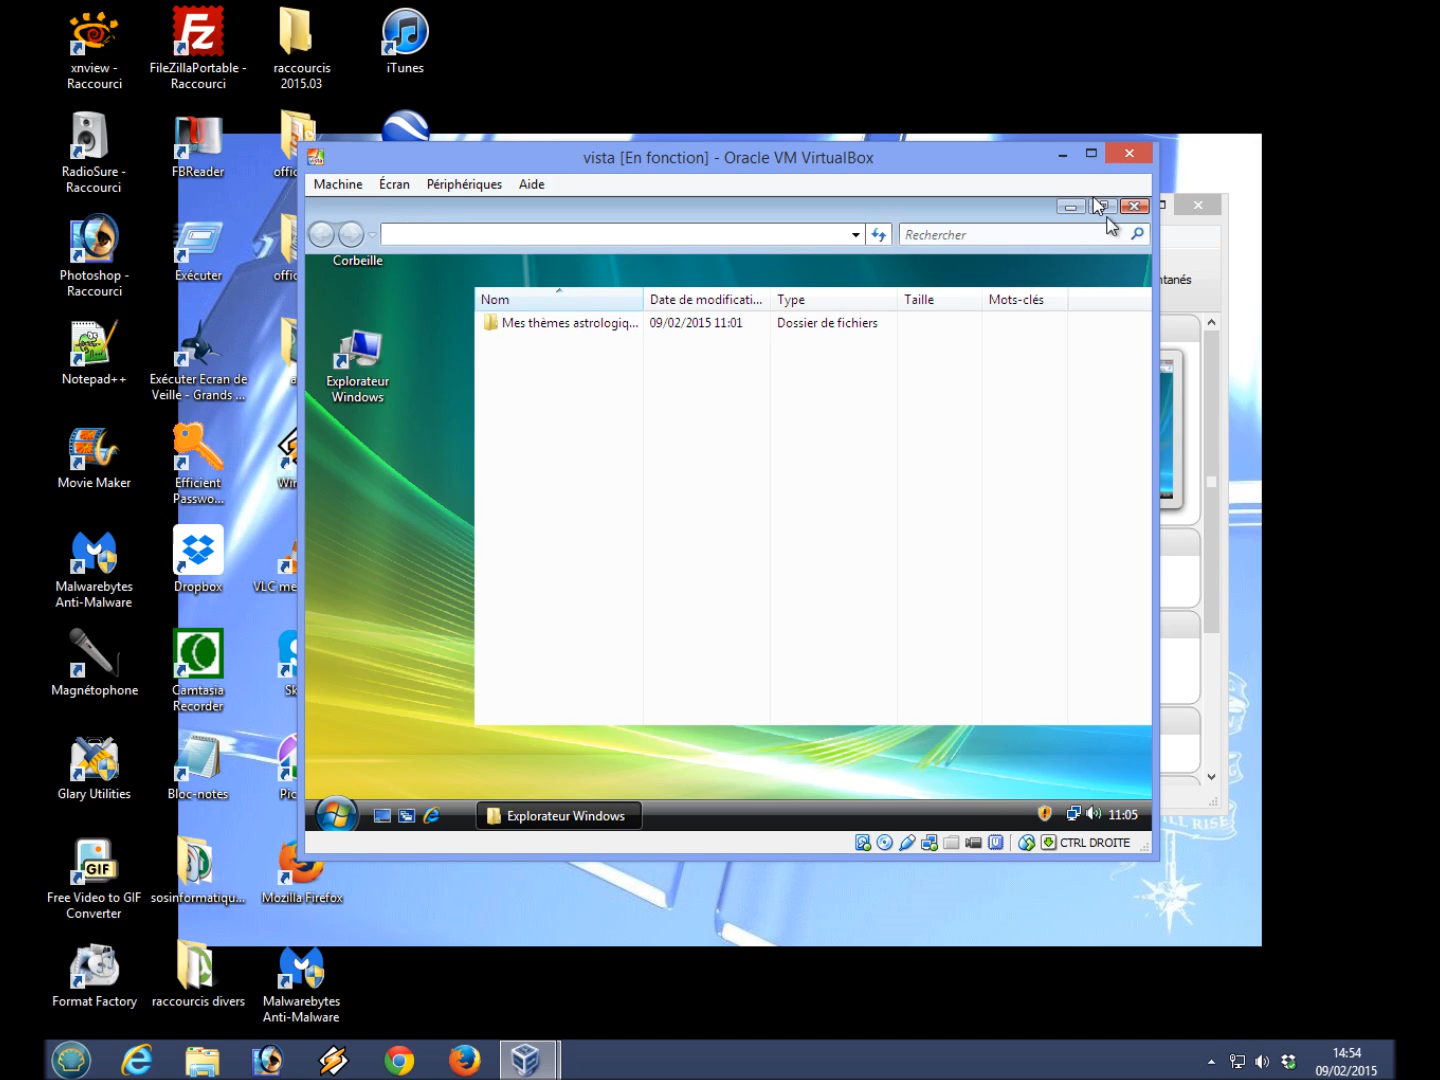 xnview -
Raccourci
FileZillaPortable -
Raccourci
raccourcis
2015.03
iTunes
RadioSure -
Raccourci
FBReader
Photoshop -
Raccourci
Exécuter
Notepad++
Exécuter Ecran de
Veille - Grands ...
Movie Maker
Efficient
Passwo...
Malwarebytes
Anti-Malware
Dropbox
VLC me
Magnétophone
Camtasia
Recorder
Glary Utilities
Bloc-notes
GIF
Free Video to GIF
Converter
sosinformatiqu...
Mozilla Firefox
Format Factory
raccourcis divers
Malwarebytes
Anti-Malware
vista [En fonction] - Oracle VM VirtualBox
Machine Écran Périphériques Aide
Rechercher
Corbeille
Nom Date de modificati... Type Taille Mots-clés
Mes thèmes astrologiq... 09/02/2015 11:01 Dossier de fichiers
Explorateur
Windows
Explorateur Windows
11:05
CTRL DROITE
ntanés
14:54
09/02/2015